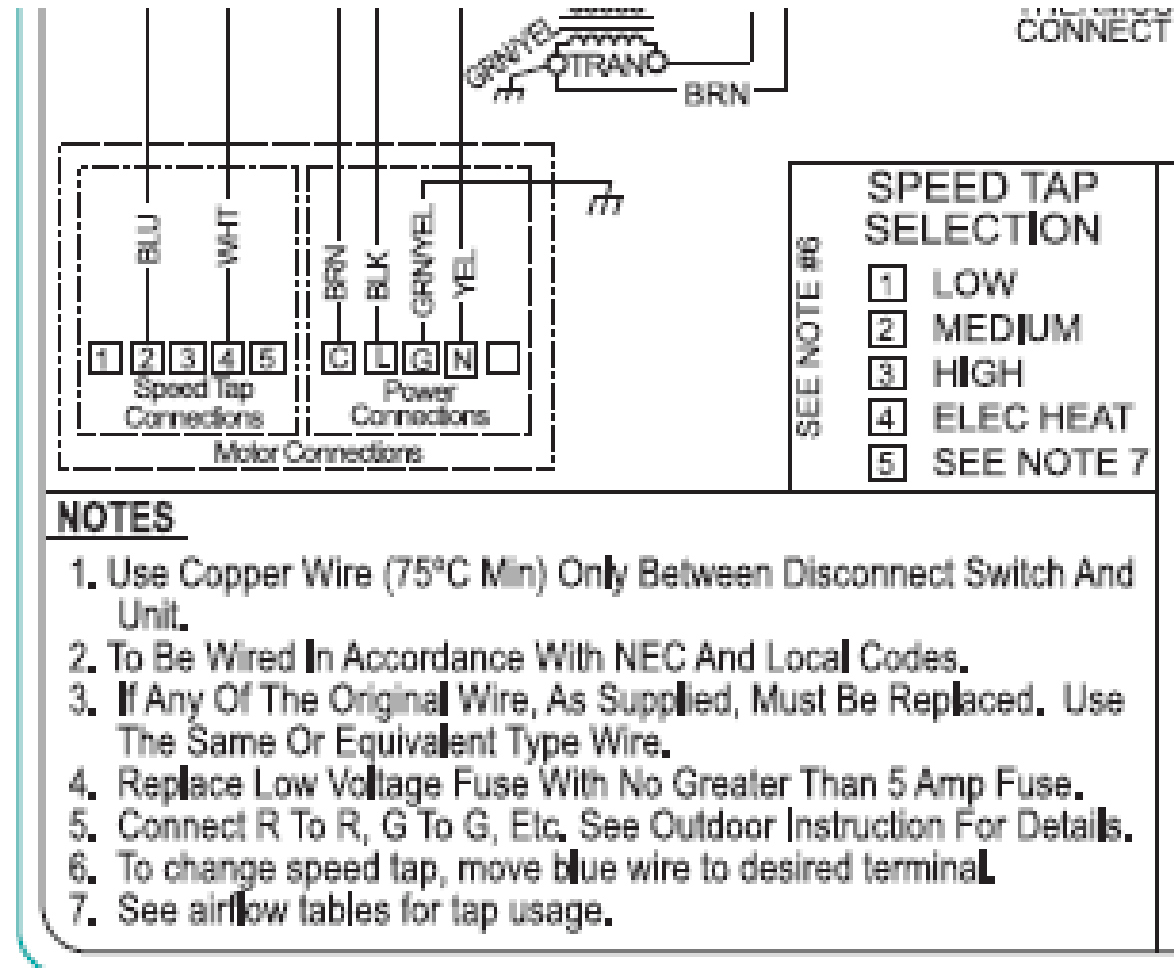 CONNECT
GRN/YEL
TRAN
BRN
BLU
WHT
BRN
BLK
GRN/YEL
YEL
1 2 3 4 5
C L G N
Speed Tap
Connections
Power
Connections
Motor Connections
SEE NOTE #6
SPEED TAP
SELECTION
1 LOW
2 MEDIUM
3 HIGH
4 ELEC HEAT
5 SEE NOTE 7
NOTES
1. Use Copper Wire (75°C Min) Only Between Disconnect Switch And
Unit.
2. To Be Wired In Accordance With NEC And Local Codes.
3. If Any Of The Original Wire, As Supplied, Must Be Replaced. Use
The Same Or Equivalent Type Wire.
4. Replace Low Voltage Fuse With No Greater Than 5 Amp Fuse.
5. Connect R To R, G To G, Etc. See Outdoor Instruction For Details.
6. To change speed tap, move blue wire to desired terminal.
7. See airflow tables for tap usage.